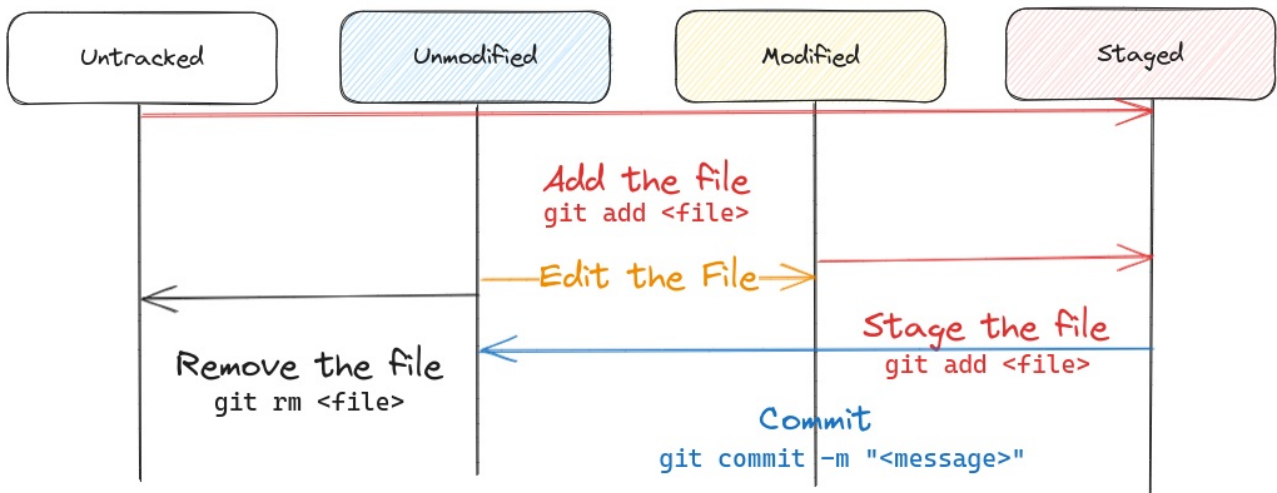 Untracked
Unmodified
Modified
Staged
Add the file
git add <file>
Edit the File
Stage the file
git add <file>
Remove the file
git rm <file>
Commit
git commit -m "<message>"